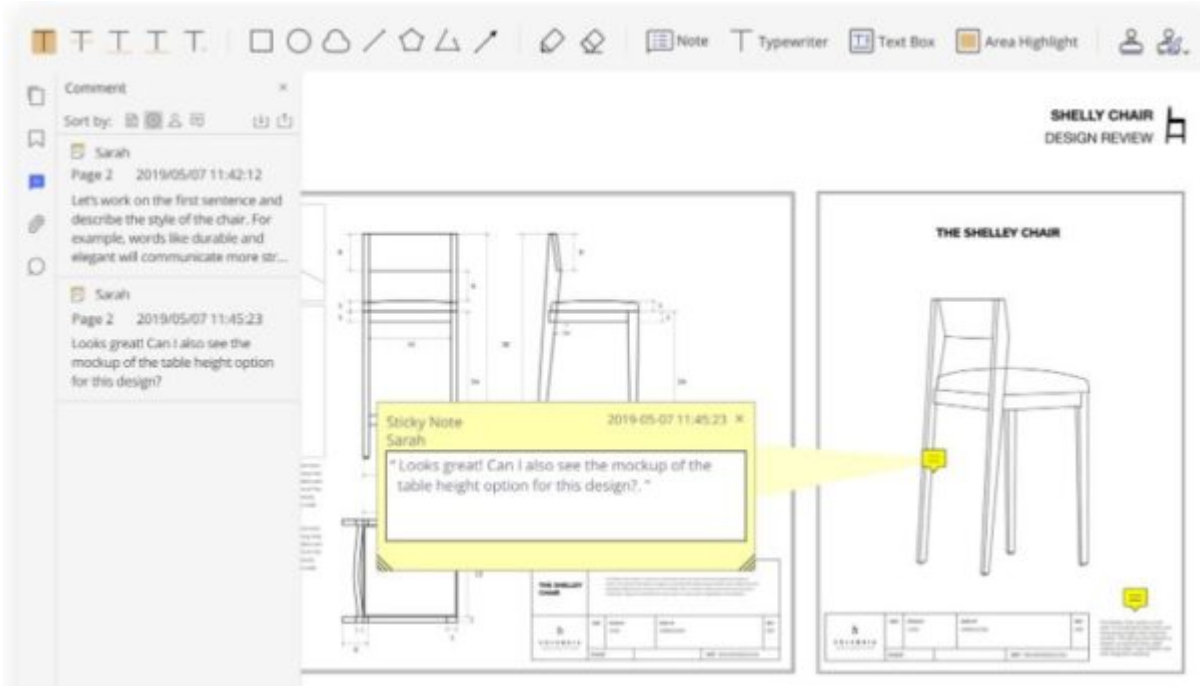 Note
Typewriter
Text Box
Area Highlight
Comment
Sort by:
Sarah
Page 2 2019/05/07 11:42:12
Let's work on the first sentence and
describe the style of the chair. For
example, words like durable and
elegant will communicate more str...
Sarah
Page 2 2019/05/07 11:45:23
Looks great! Can I also see the
mockup of the table height option
for this design?
SHELLY CHAIR
DESIGN REVIEW
THE SHELLEY CHAIR
Sticky Note 2019-05-07 11:45:23
Sarah
" Looks great! Can I also see the mockup of the
table height option for this design?. "
THE SHELLEY
CHAIR